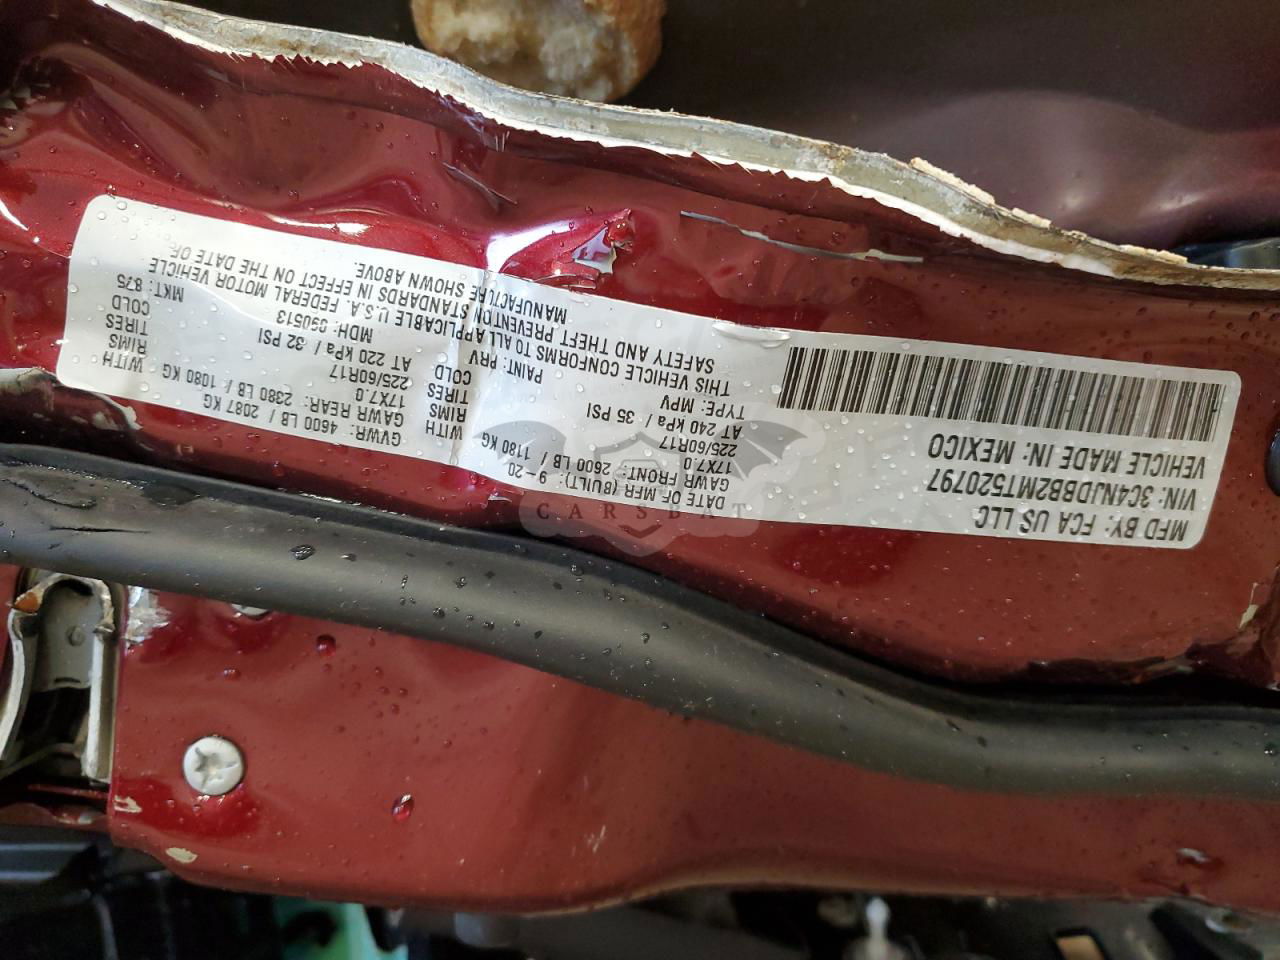 MFD BY: FCA US LLC
VIN: 3C4NJDBB2MT520797
VEHICLE MADE IN: MEXICO
DATE OF MFR (BUILT): 9-20
GAWR FRONT: 2600 LB / 1180 KG
17X7.0
225/60R17
AT 240 kPa / 35 PSI
WITH
RIMS
TIRES
COLD
TYPE: MPV
PAINT: PRV
THIS VEHICLE CONFORMS TO ALL APPLICABLE U.S.A. FEDERAL MOTOR VEHICLE
SAFETY AND THEFT PREVENTION STANDARDS IN EFFECT ON THE DATE OF
MANUFACTURE SHOWN ABOVE.
GVWR: 4600 LB / 2087 KG
GAWR REAR: 2380 LB / 1080 KG
17X7.0
225/60R17
AT 220 kPa / 32 PSI
WITH
RIMS
TIRES
COLD
MDH: 090513
MKT: 875
CARSBAT